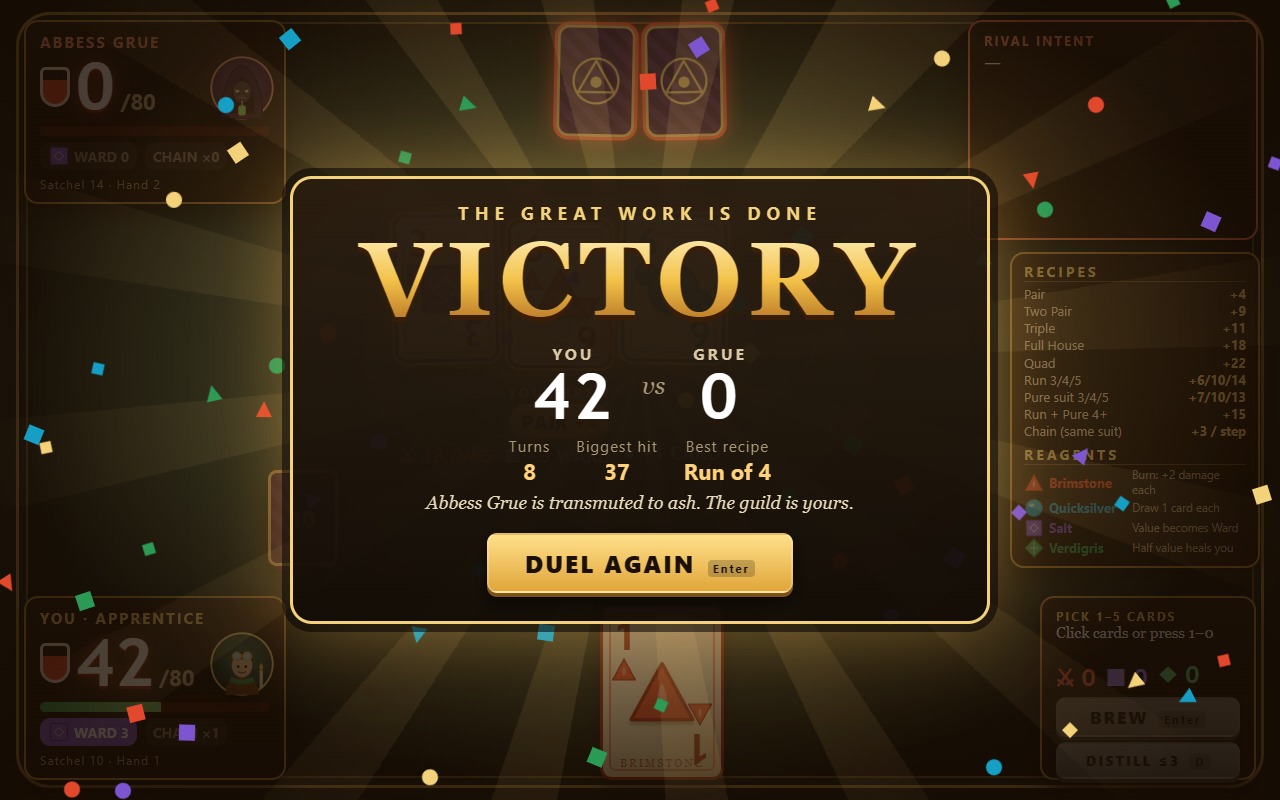 ABBESS GRUE
0 /80
WARD 0 CHAIN ×0
Satchel 14 · Hand 2
RIVAL INTENT
—
THE GREAT WORK IS DONE
VICTORY
YOU GRUE
42 vs 0
Turns Biggest hit Best recipe
8 37 Run of 4
Abbess Grue is transmuted to ash. The guild is yours.
DUEL AGAIN Enter
RECIPES
Pair +4
Two Pair +9
Triple +11
Full House +18
Quad +22
Run 3/4/5 +6/10/14
Pure suit 3/4/5 +7/10/13
Run + Pure 4+ +15
Chain (same suit) +3 / step
REAGENTS
Brimstone Burn: +2 damage each
Quicksilver Draw 1 card each
Salt Value becomes Ward
Verdigris Half value heals you
YOU · APPRENTICE
42 /80
WARD 3 CHAIN ×1
Satchel 10 · Hand 1
1
BRIMSTONE
1
PICK 1–5 CARDS
Click cards or press 1–0
0 0 0
BREW Enter
DISTILL ≤3 D